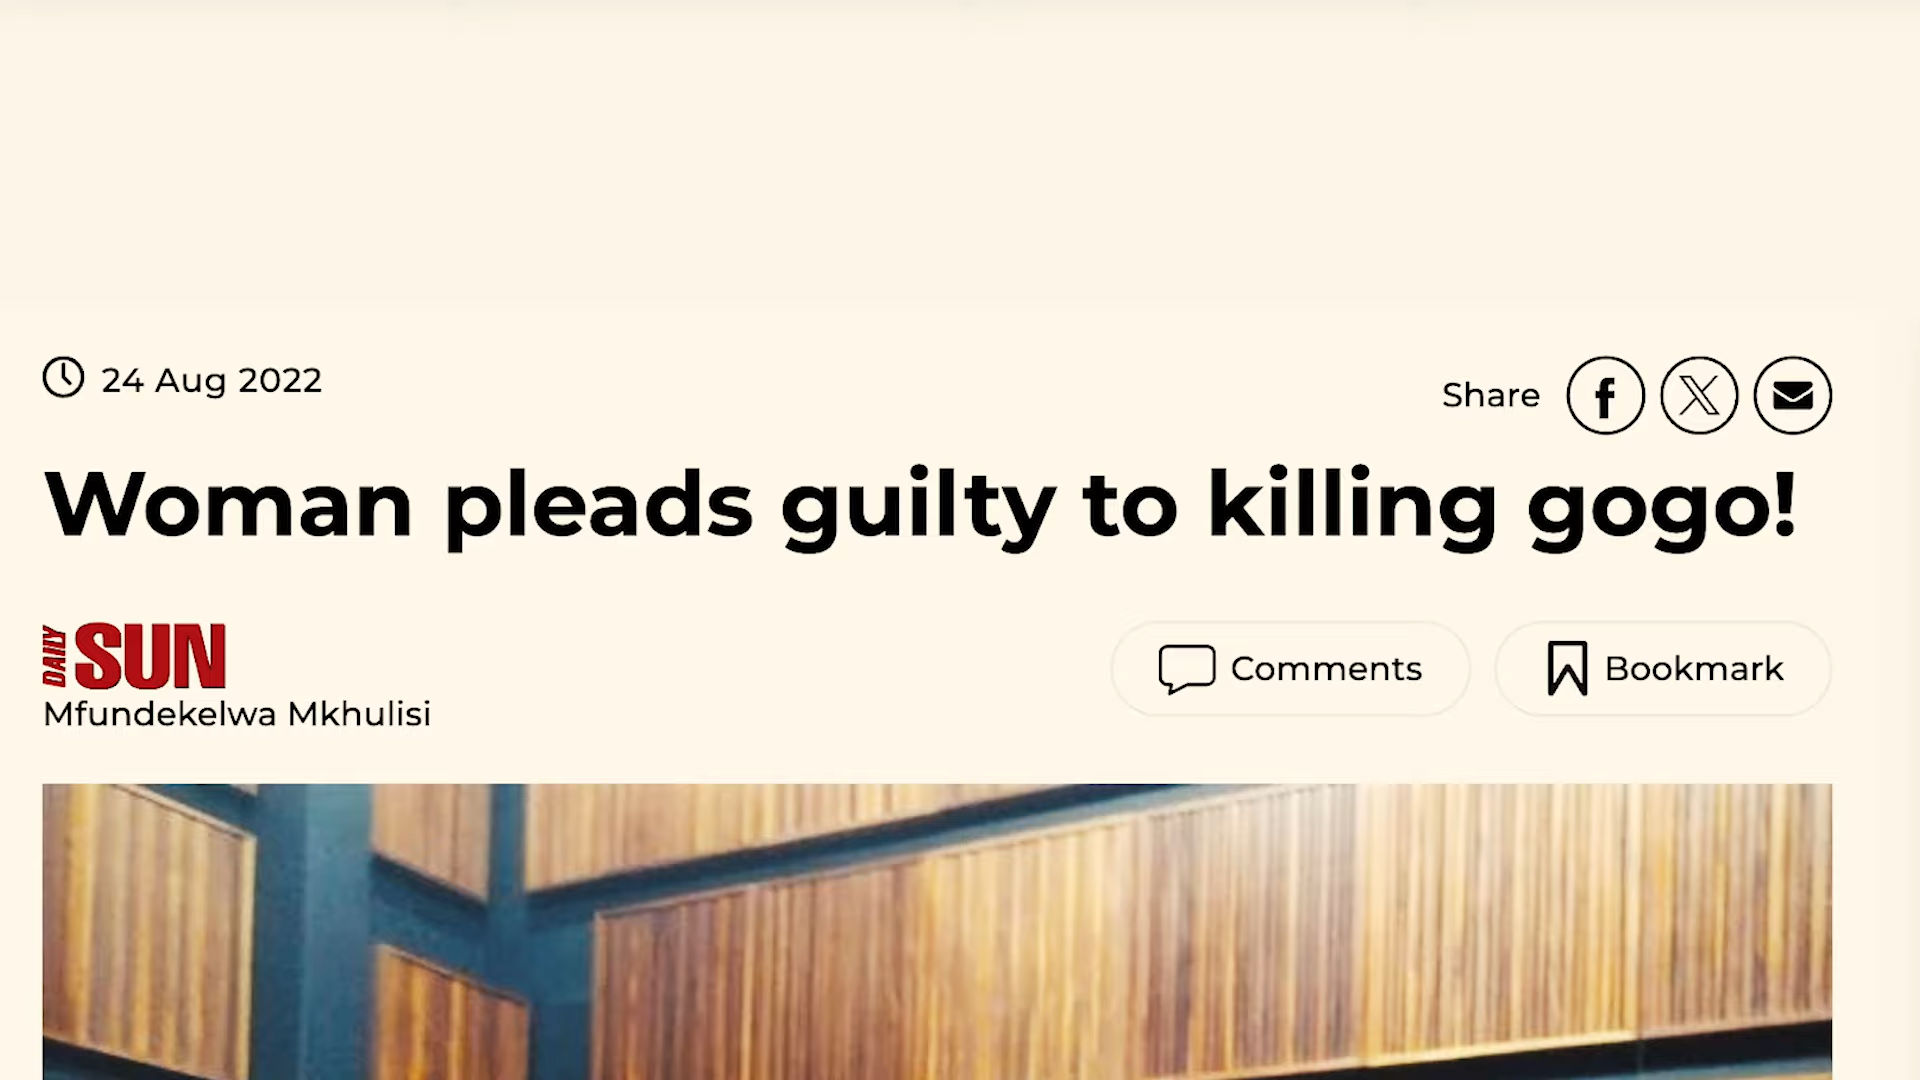 24 Aug 2022
Share
Woman pleads guilty to killing gogo!
DAILY SUN
Mfundekelwa Mkhulisi
Comments
Bookmark